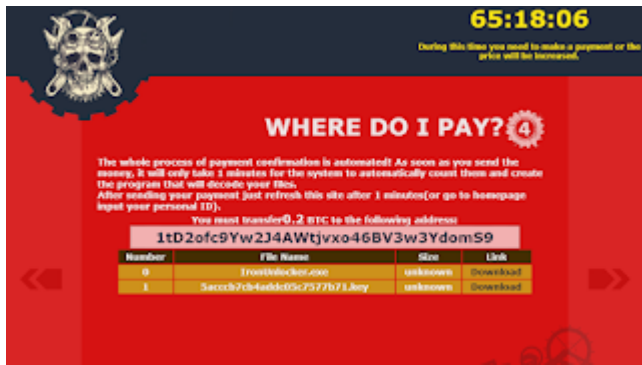 65:18:06
During this time you need to make a payment or the
price will be increased.
WHERE DO I PAY? 4
The whole process of payment confirmation is automated! As soon as you send the
money, it will only take 1 minutes for the system to automatically count them and create
the program that will decode your files.
After sending your payment just refresh this site after 1 minutes(or go to homepage
input your personal ID).
You must transfer0.2 BTC to the following address:
1tD2ofc9Yw2J4AWtjvxo46BV3w3YdomS9
Number File Name Size Link
0 IronUnlocker.exe unknown Download
1 unknown Download